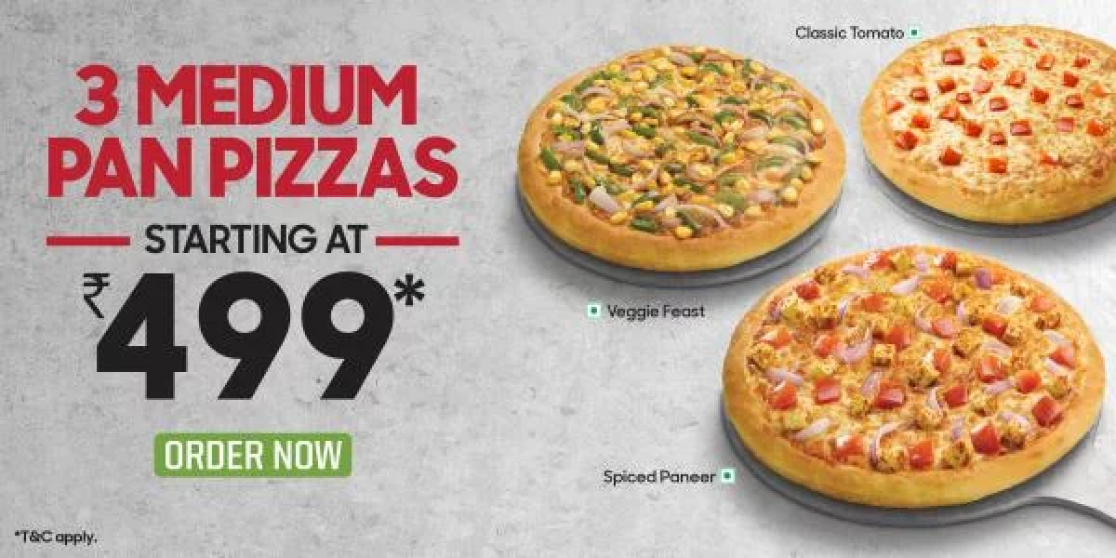 3 MEDIUM
PAN PIZZAS
STARTING AT
₹499*
ORDER NOW
*T&C apply.
Classic Tomato
Veggie Feast
Spiced Paneer